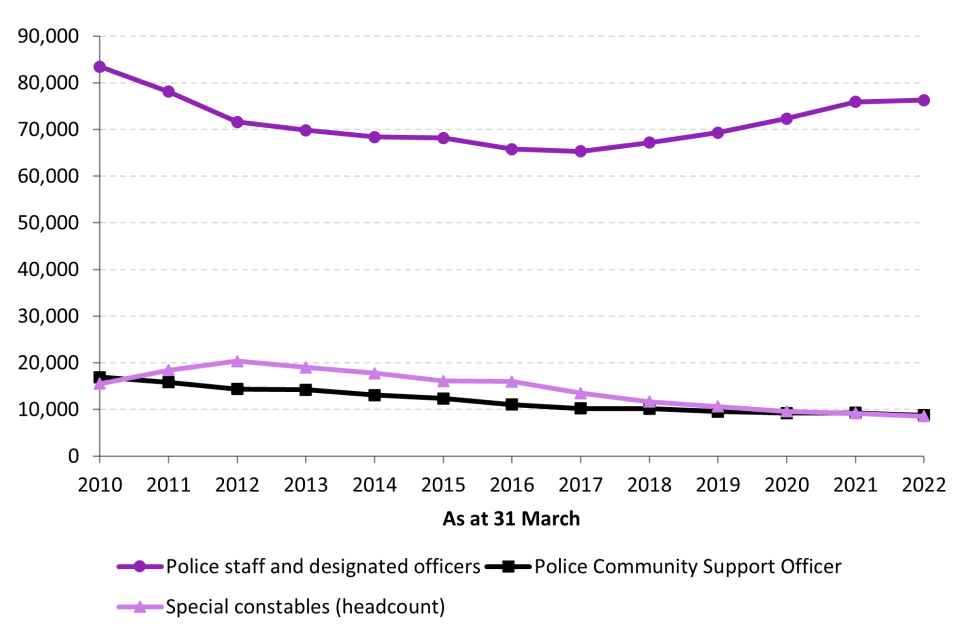 90,000
80,000
70,000
60,000
50,000
40,000
30,000
20,000
10,000
0
2010 2011 2012 2013 2014 2015 2016 2017 2018 2019 2020 2021 2022
As at 31 March
Police staff and designated officers Police Community Support Officer
Special constables (headcount)